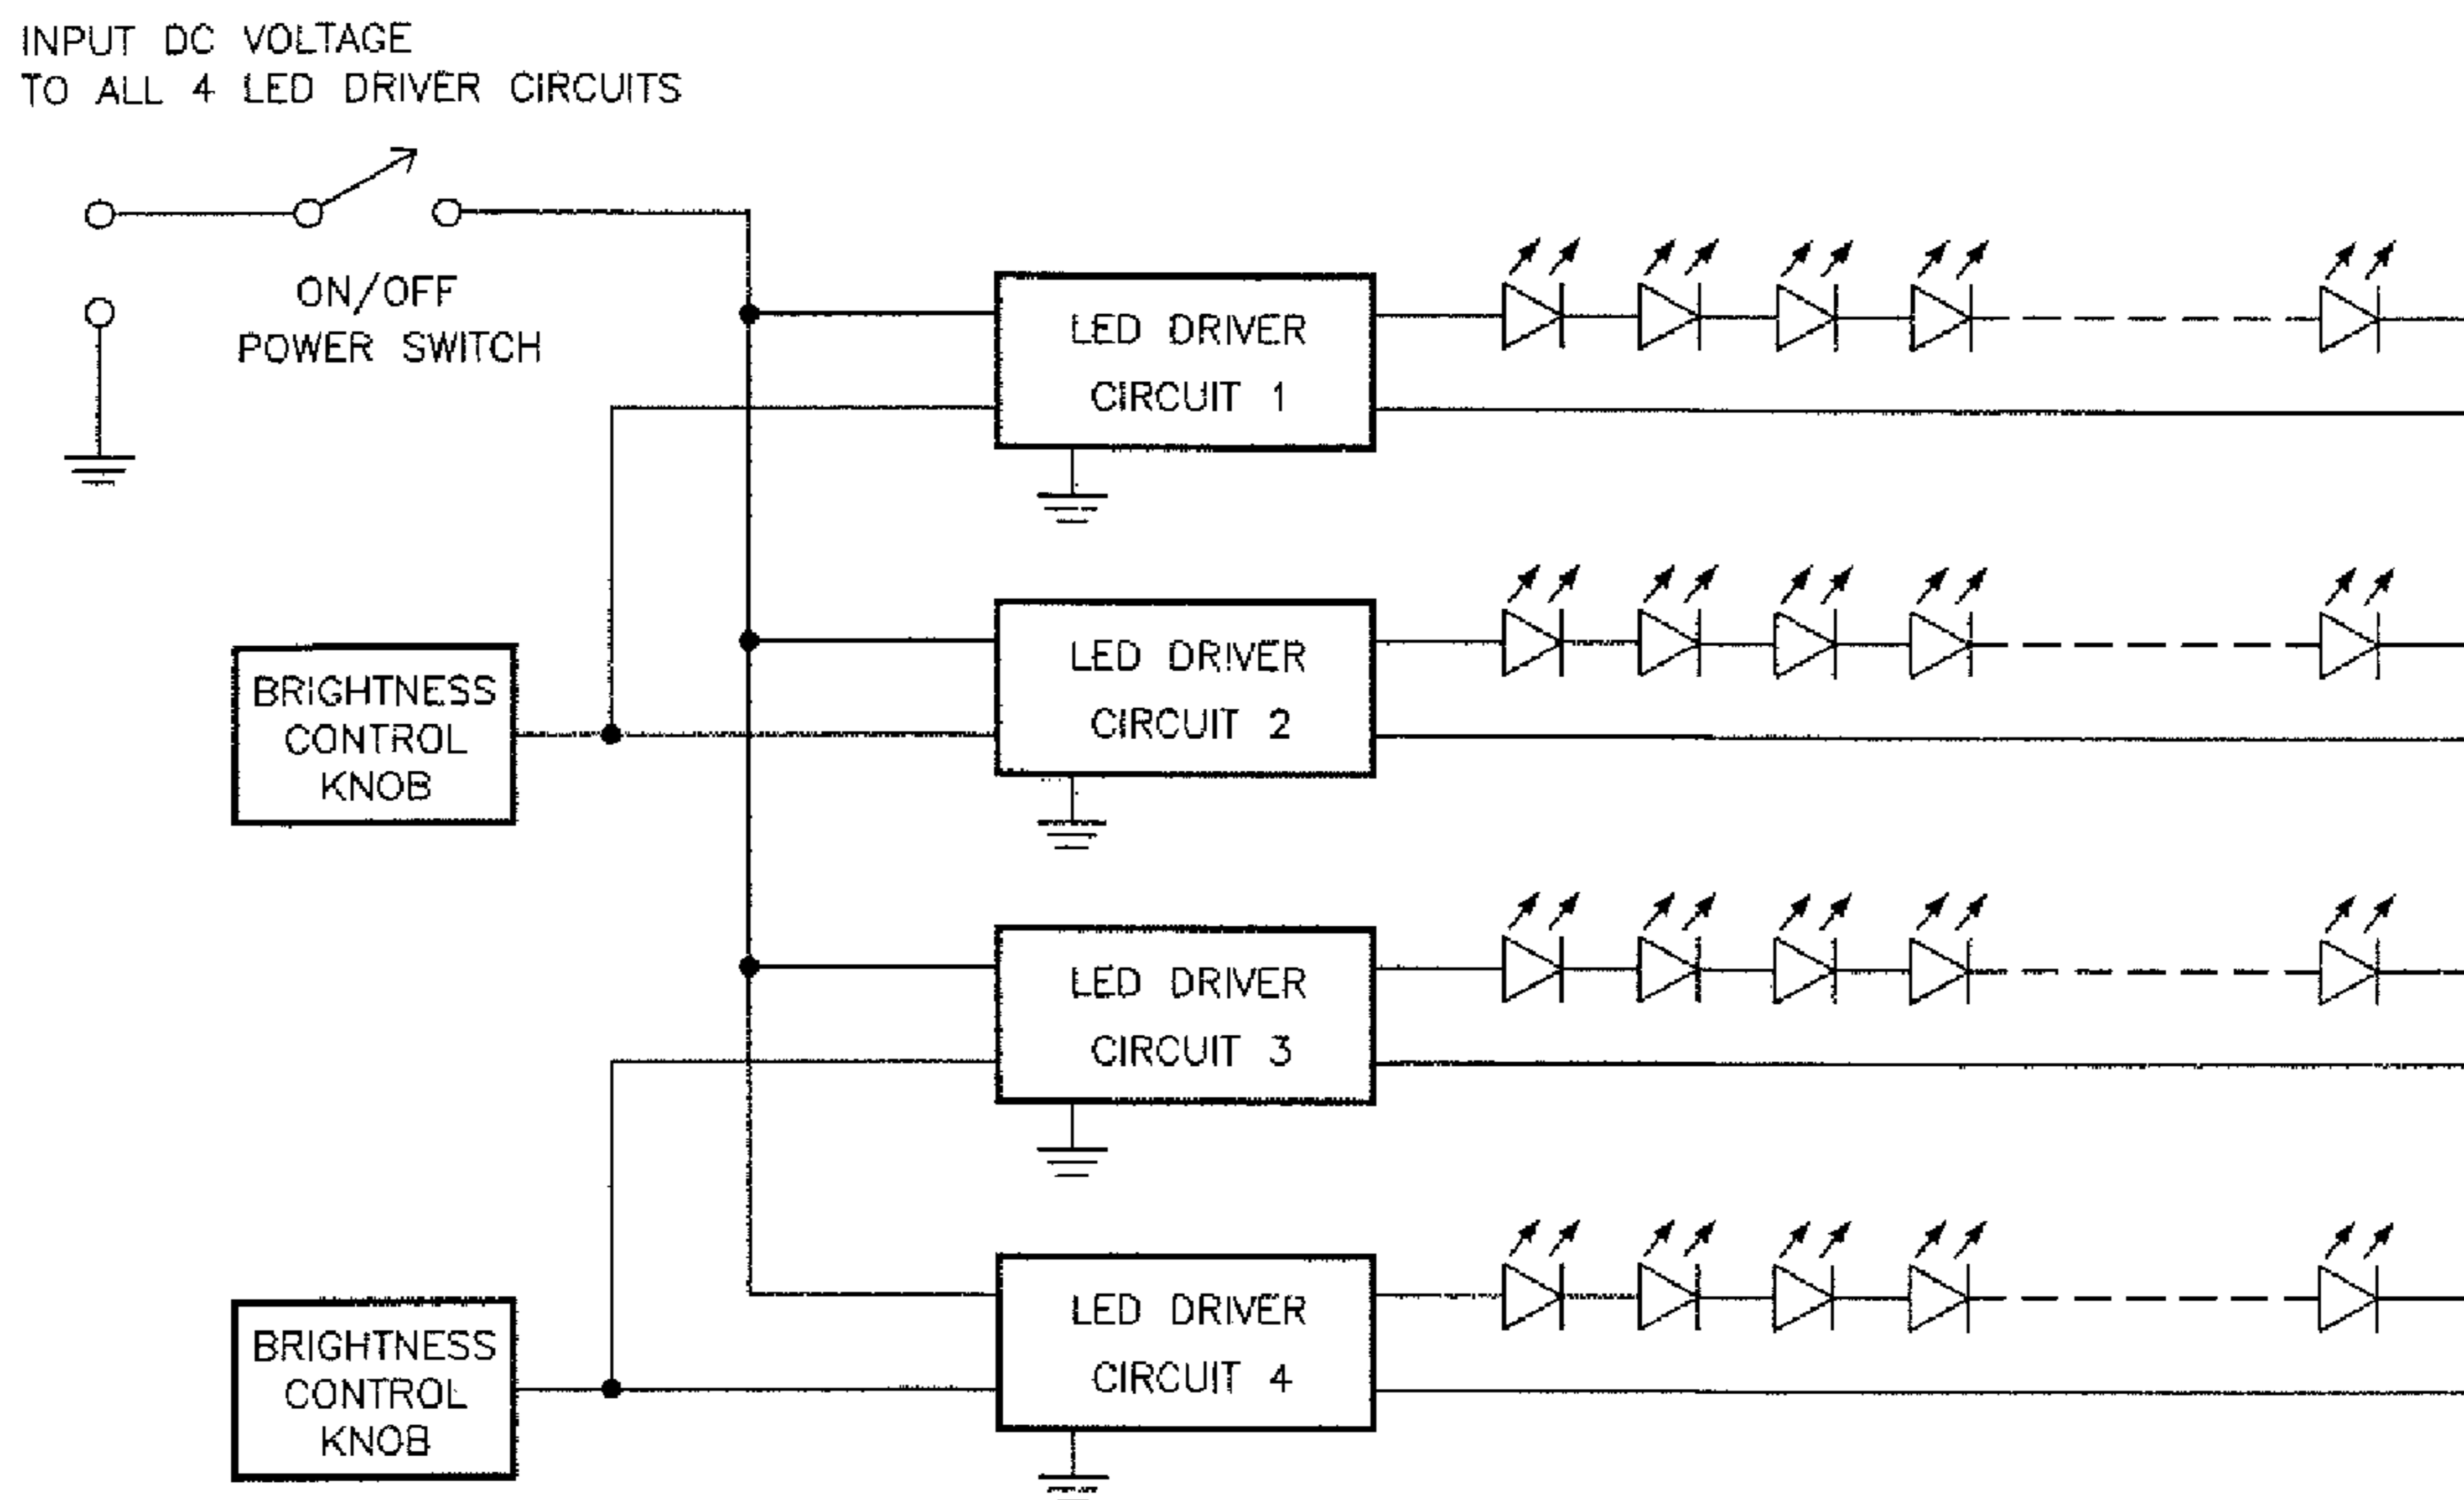 INPUT DC VOLTAGE
TO ALL 4 LED DRIVER CIRCUITS
ON/OFF
POWER SWITCH
LED DRIVER
CIRCUIT 1
LED DRIVER
CIRCUIT 2
BRIGHTNESS
CONTROL
KNOB
LED DRIVER
CIRCUIT 3
LED DRIVER
CIRCUIT 4
BRIGHTNESS
CONTROL
KNOB